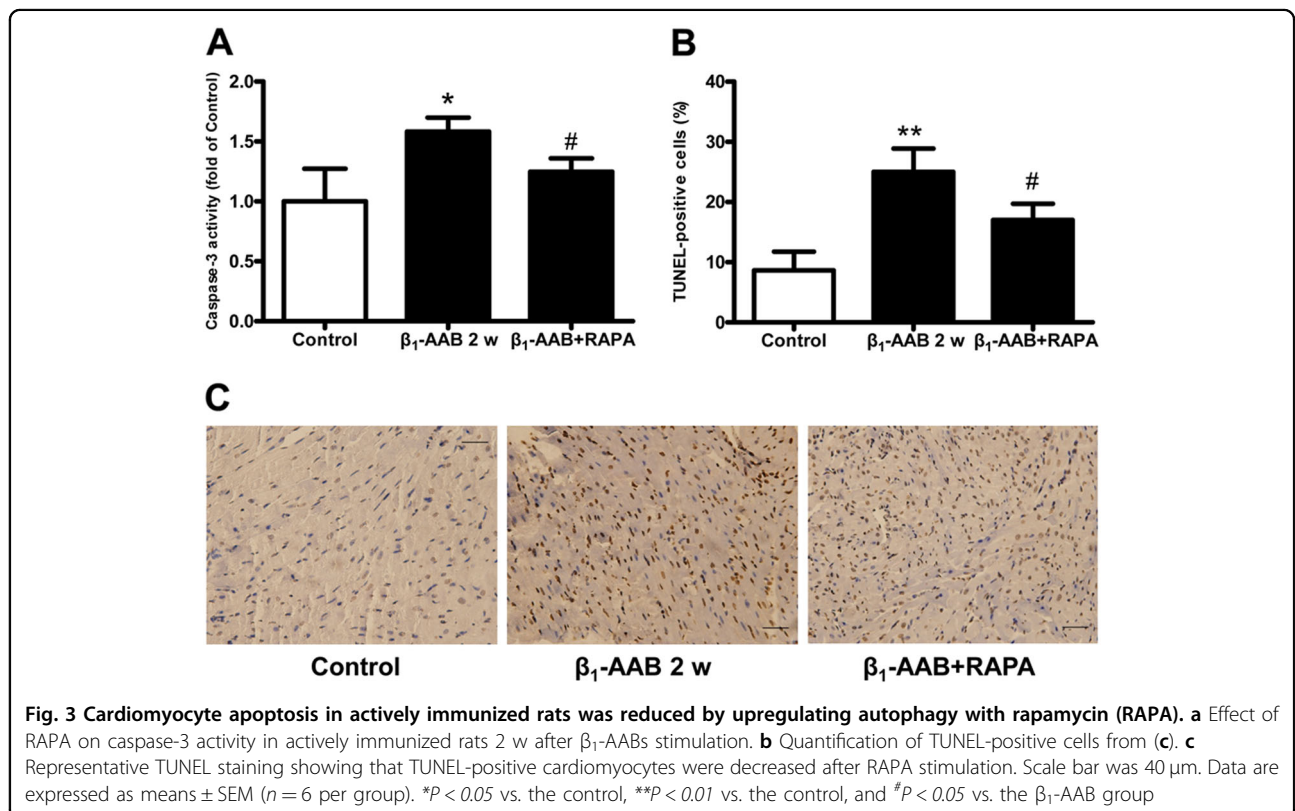 A
Caspase-3 activity (fold of Control)
2.0
1.5
1.0
0.5
0.0
*
#
Control
β₁-AAB 2 w
β₁-AAB+RAPA
B
TUNEL-positive cells (%)
40
30
20
10
0
**
#
Control
β₁-AAB 2 w
β₁-AAB+RAPA
C
Control
β₁-AAB 2 w
β₁-AAB+RAPA
Fig. 3 Cardiomyocyte apoptosis in actively immunized rats was reduced by upregulating autophagy with rapamycin (RAPA). a Effect of
RAPA on caspase-3 activity in actively immunized rats 2 w after β₁-AABs stimulation. b Quantification of TUNEL-positive cells from (c). c
Representative TUNEL staining showing that TUNEL-positive cardiomyocytes were decreased after RAPA stimulation. Scale bar was 40 μm. Data are
expressed as means ± SEM (n = 6 per group). *P < 0.05 vs. the control, **P < 0.01 vs. the control, and #P < 0.05 vs. the β₁-AAB group